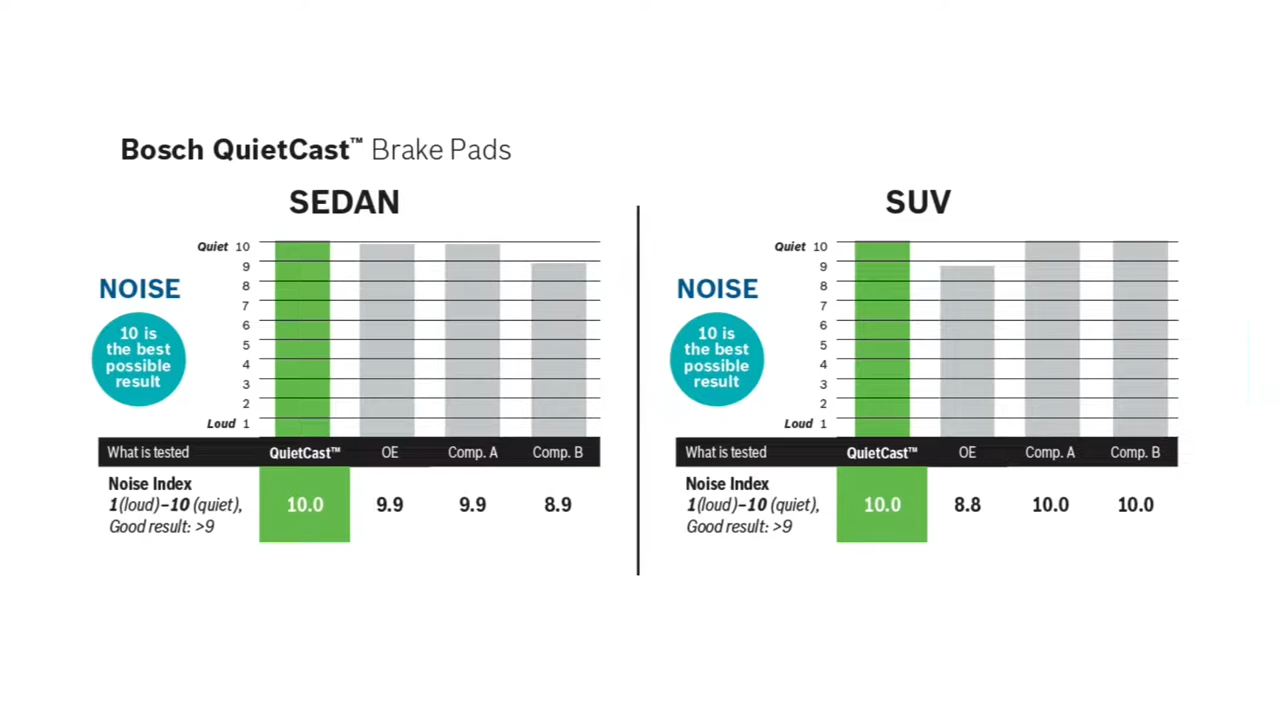 Bosch QuietCast™ Brake Pads
SEDAN
Quiet 10
9
8
7
6
5
4
3
2
Loud 1
NOISE
10 is
the best
possible
result
What is tested QuietCast™ OE Comp. A Comp. B
Noise Index
1(loud)–10 (quiet),
Good result: >9
10.0 9.9 9.9 8.9
SUV
Quiet 10
9
8
7
6
5
4
3
2
Loud 1
NOISE
10 is
the best
possible
result
What is tested QuietCast™ OE Comp. A Comp. B
Noise Index
1(loud)–10 (quiet),
Good result: >9
10.0 8.8 10.0 10.0